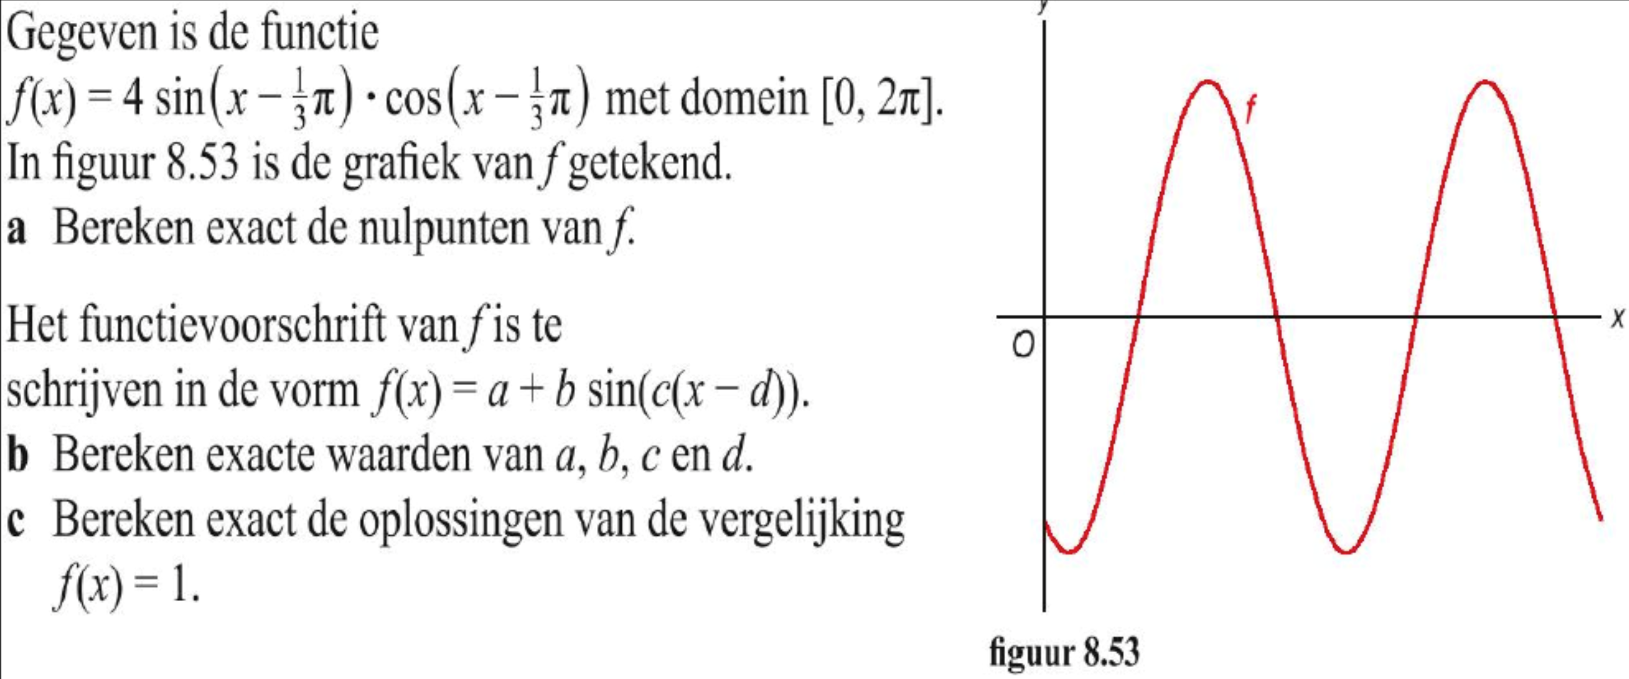 Gegeven is de functie
f(x) = 4 sin(x − 1/3 π) · cos(x − 1/3 π) met domein [0, 2π].
In figuur 8.53 is de grafiek van f getekend.
a Bereken exact de nulpunten van f.
Het functievoorschrift van f is te
schrijven in de vorm f(x) = a + b sin(c(x − d)).
b Bereken exacte waarden van a, b, c en d.
c Bereken exact de oplossingen van de vergelijking
f(x) = 1.
y
f
x
O
figuur 8.53